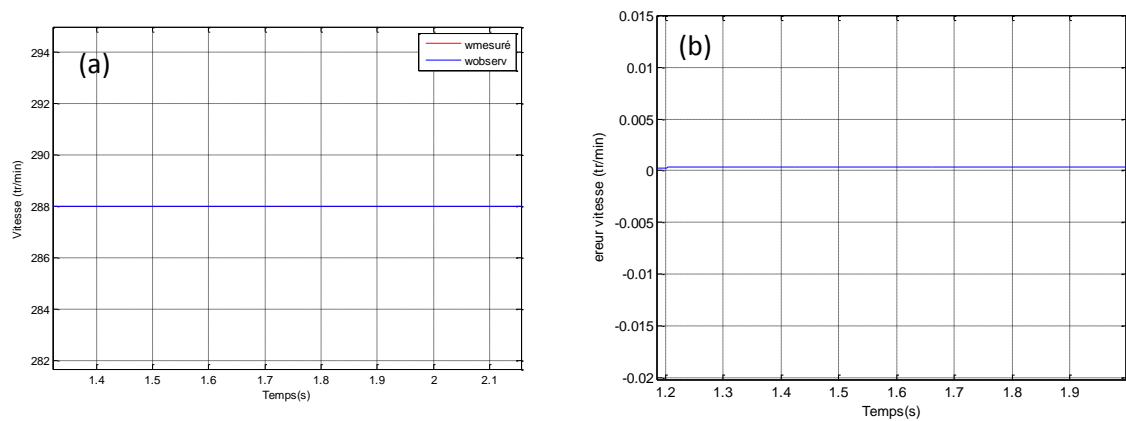 (a)
wmesuré
wobserv
294
292
290
288
286
284
282
Vitesse (tr/min)
1.4 1.5 1.6 1.7 1.8 1.9 2 2.1
Temps(s)
(b)
0.015
0.01
0.005
0
-0.005
-0.01
-0.015
-0.02
ereur vitesse (tr/min)
1.2 1.3 1.4 1.5 1.6 1.7 1.8 1.9
Temps(s)